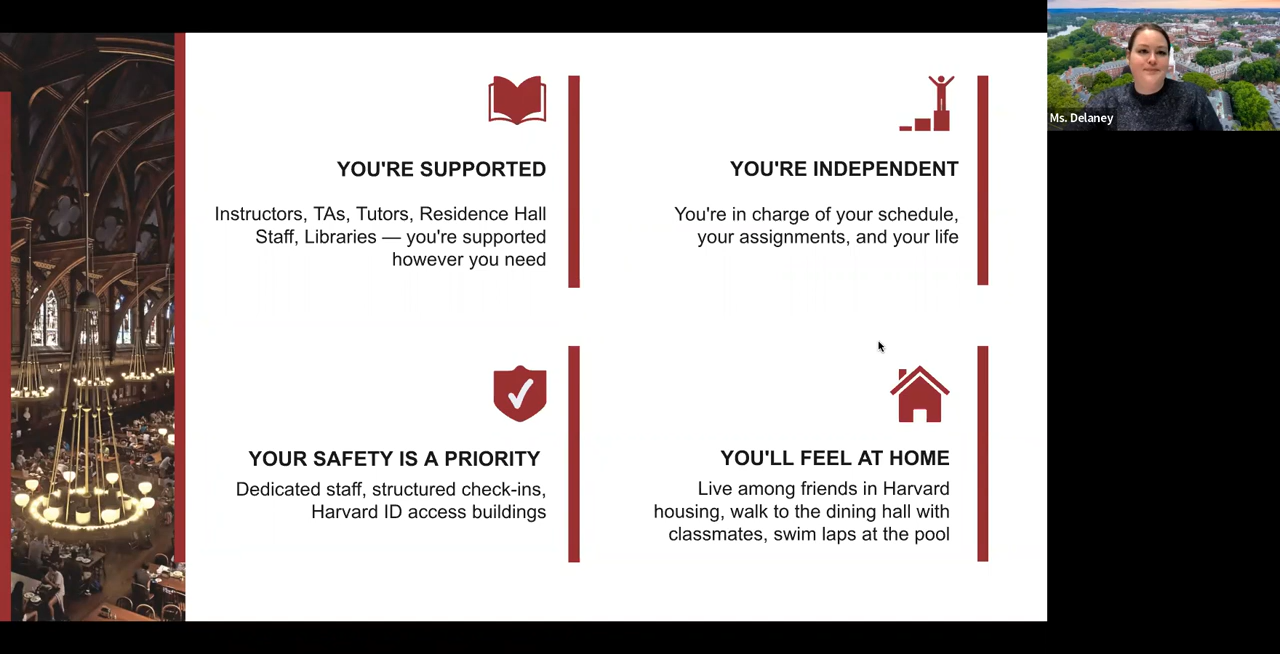 YOU'RE SUPPORTED
Instructors, TAs, Tutors, Residence Hall
Staff, Libraries — you're supported
however you need
YOU'RE INDEPENDENT
You're in charge of your schedule,
your assignments, and your life
YOUR SAFETY IS A PRIORITY
Dedicated staff, structured check-ins,
Harvard ID access buildings
YOU'LL FEEL AT HOME
Live among friends in Harvard
housing, walk to the dining hall with
classmates, swim laps at the pool
Ms. Delaney